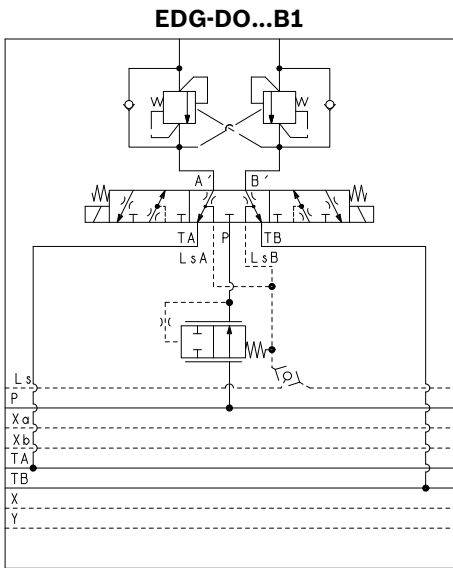 EDG-DO...B1
A' B'
TA P TB
LsA LsB
Ls
P
Xa
Xb
TA
TB
X
Y